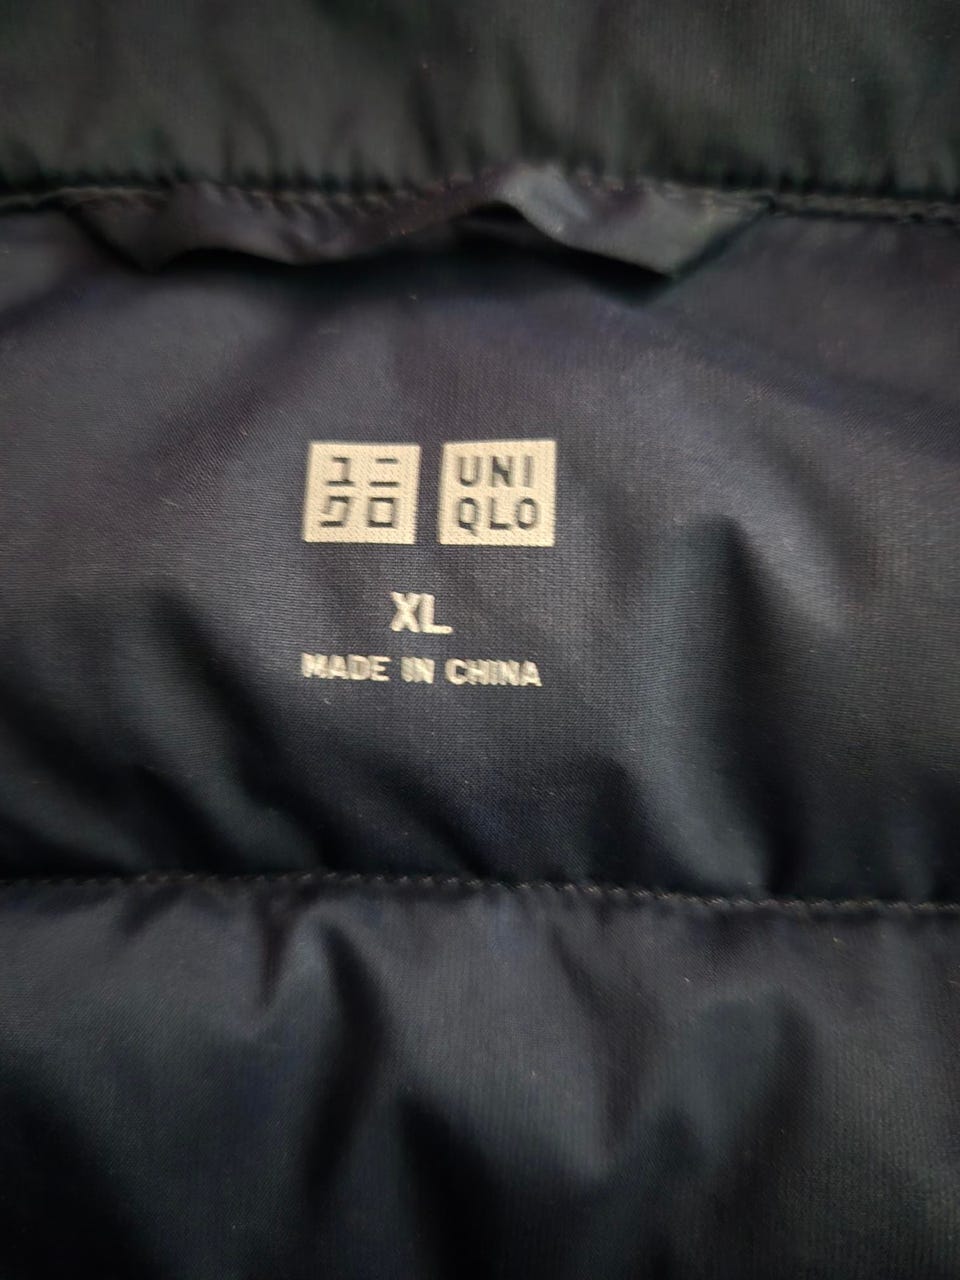 ユニ UNI
クロ QLO
XL
MADE IN CHINA